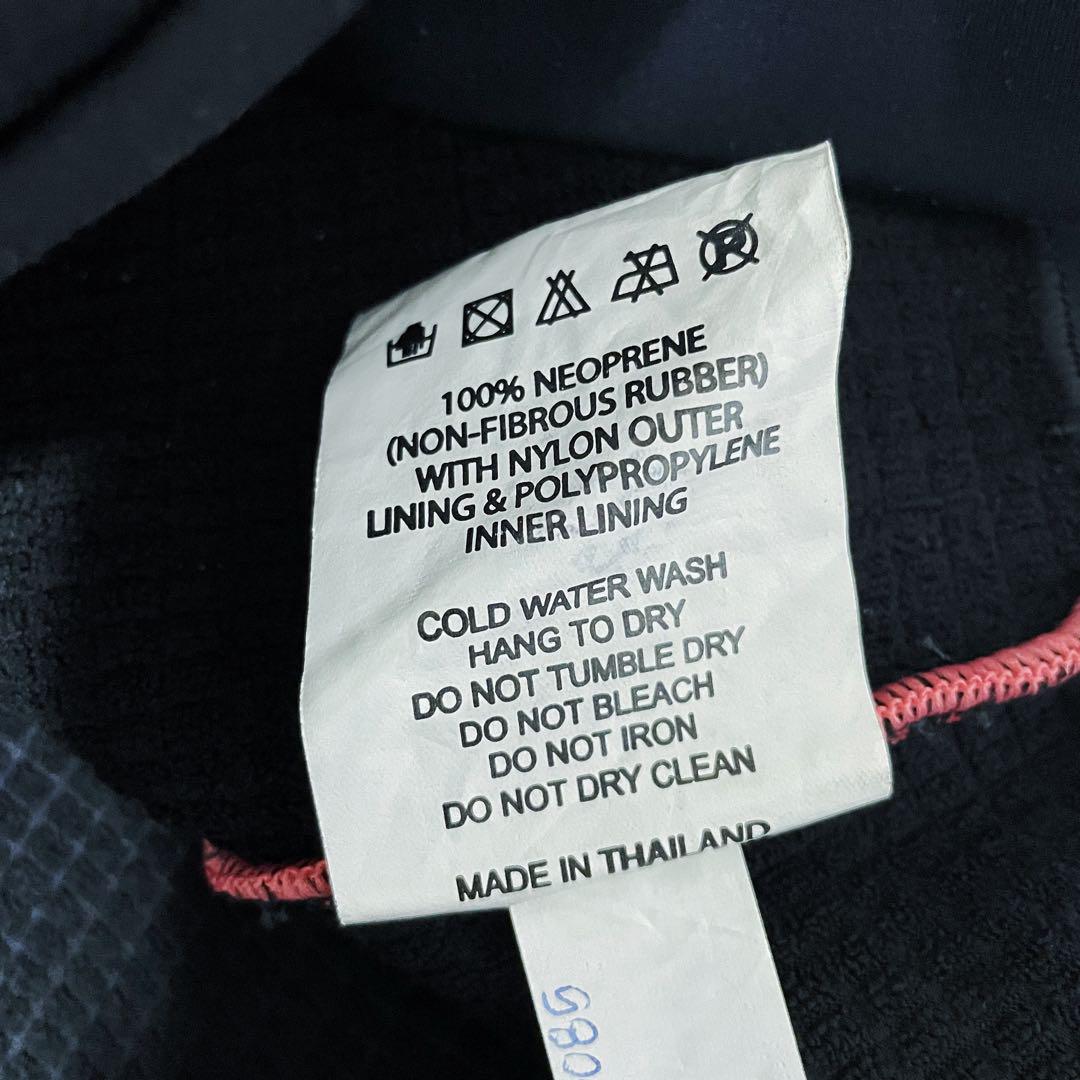 100% NEOPRENE
(NON-FIBROUS RUBBER)
WITH NYLON OUTER
LINING & POLYPROPYLENE
INNER LINING
COLD WATER WASH
HANG TO DRY
DO NOT TUMBLE DRY
DO NOT BLEACH
DO NOT IRON
DO NOT DRY CLEAN
MADE IN THAILAND